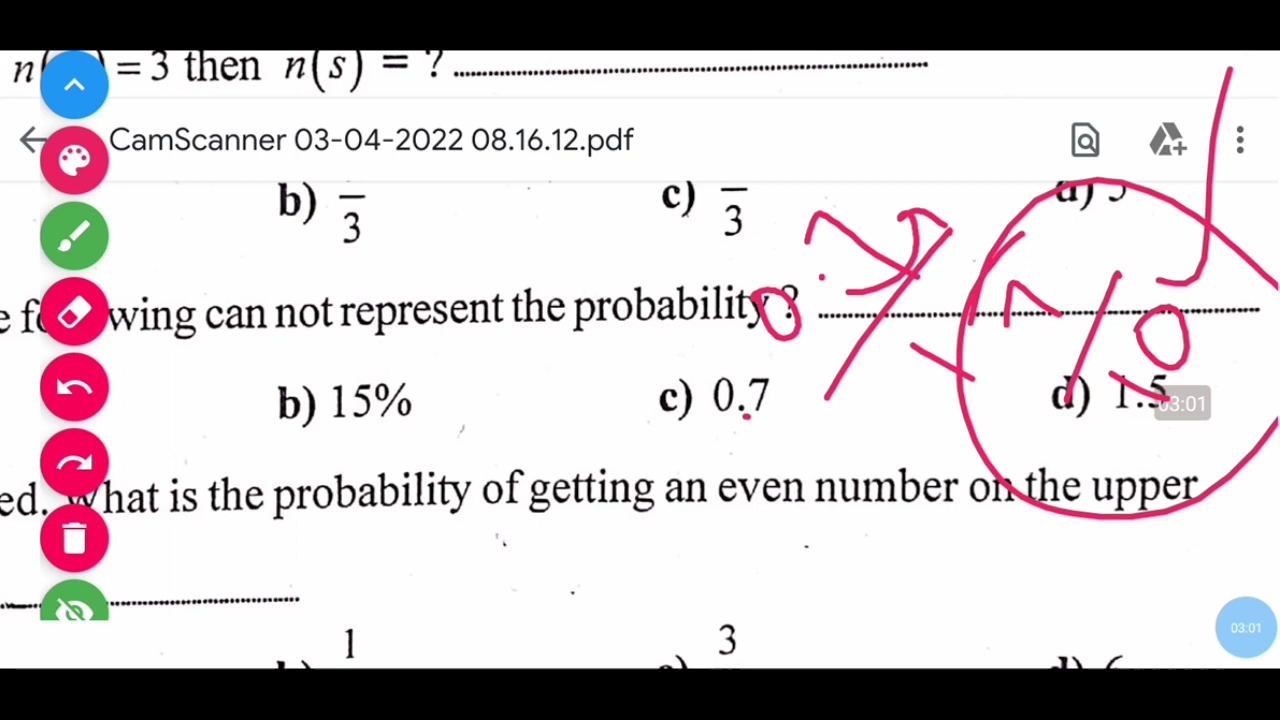 = 3 then n(s) = ?
CamScanner 03-04-2022 08.16.12.pdf
b) 3 c) 3
wing can not represent the probability ?
b) 15% c) 0.7 d) 1.5
03:01
ed. What is the probability of getting an even number on the upper
03:01
1 3